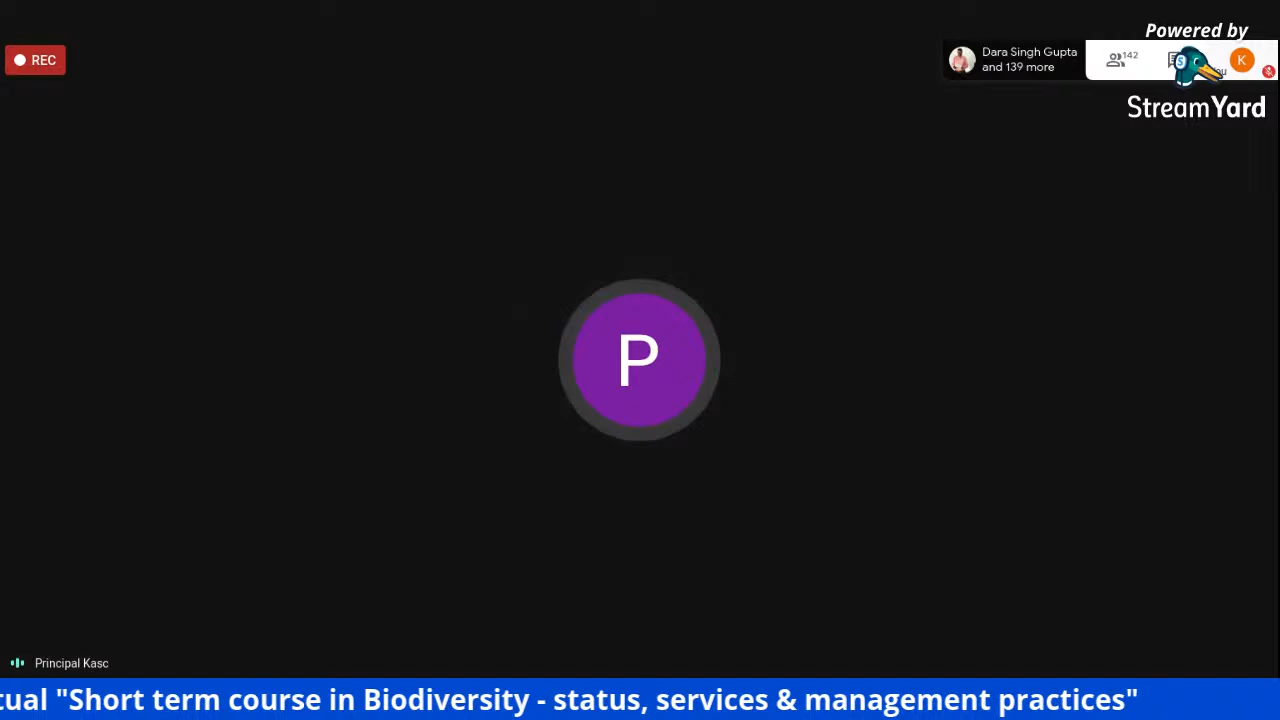 Powered by
REC
Dara Singh Gupta
and 139 more
142
K
StreamYard
P
Principal Kasc
"Short term course in Biodiversity - status, services & management practices"